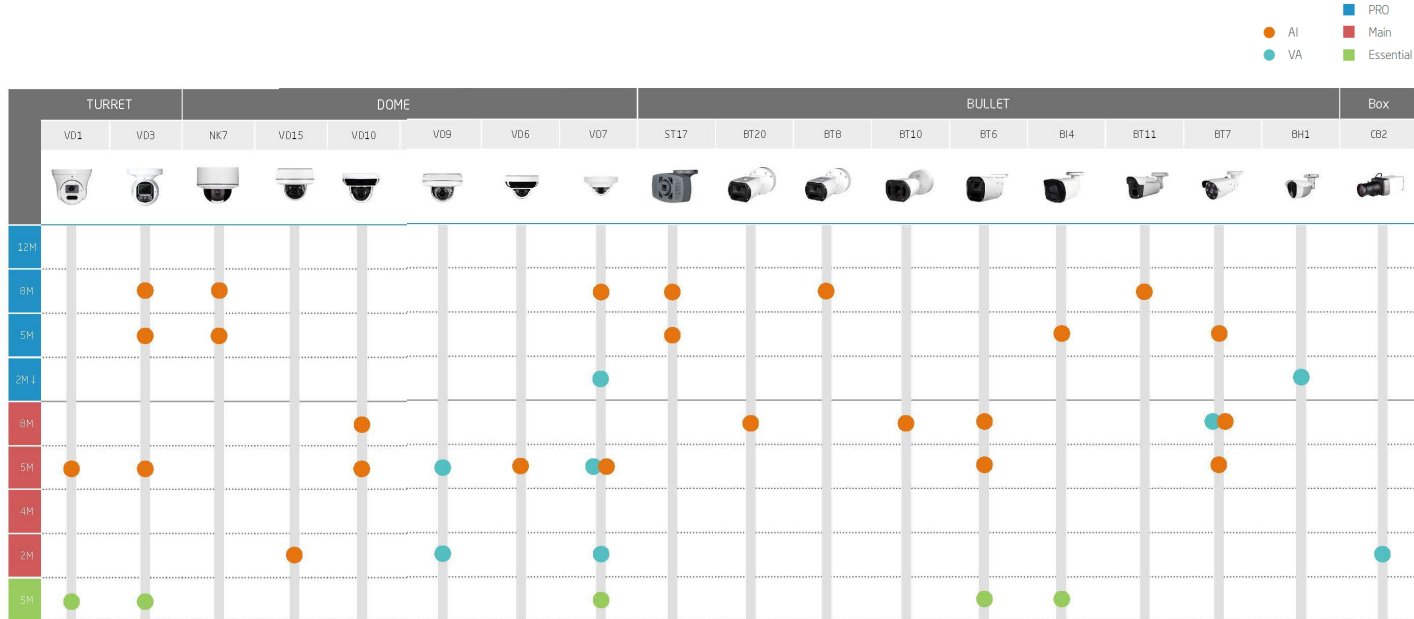 PRO
AI
Main
VA
Essential
TURRET DOME BULLET Box
VD1 VD3 NK7 VD15 VD10 VD9 VD6 VD7 ST17 BT20 BT8 BT10 BT6 BI4 BT11 BT7 BH1 CB2
12M
8M
5M
2M↓
8M
5M
4M
2M
5M